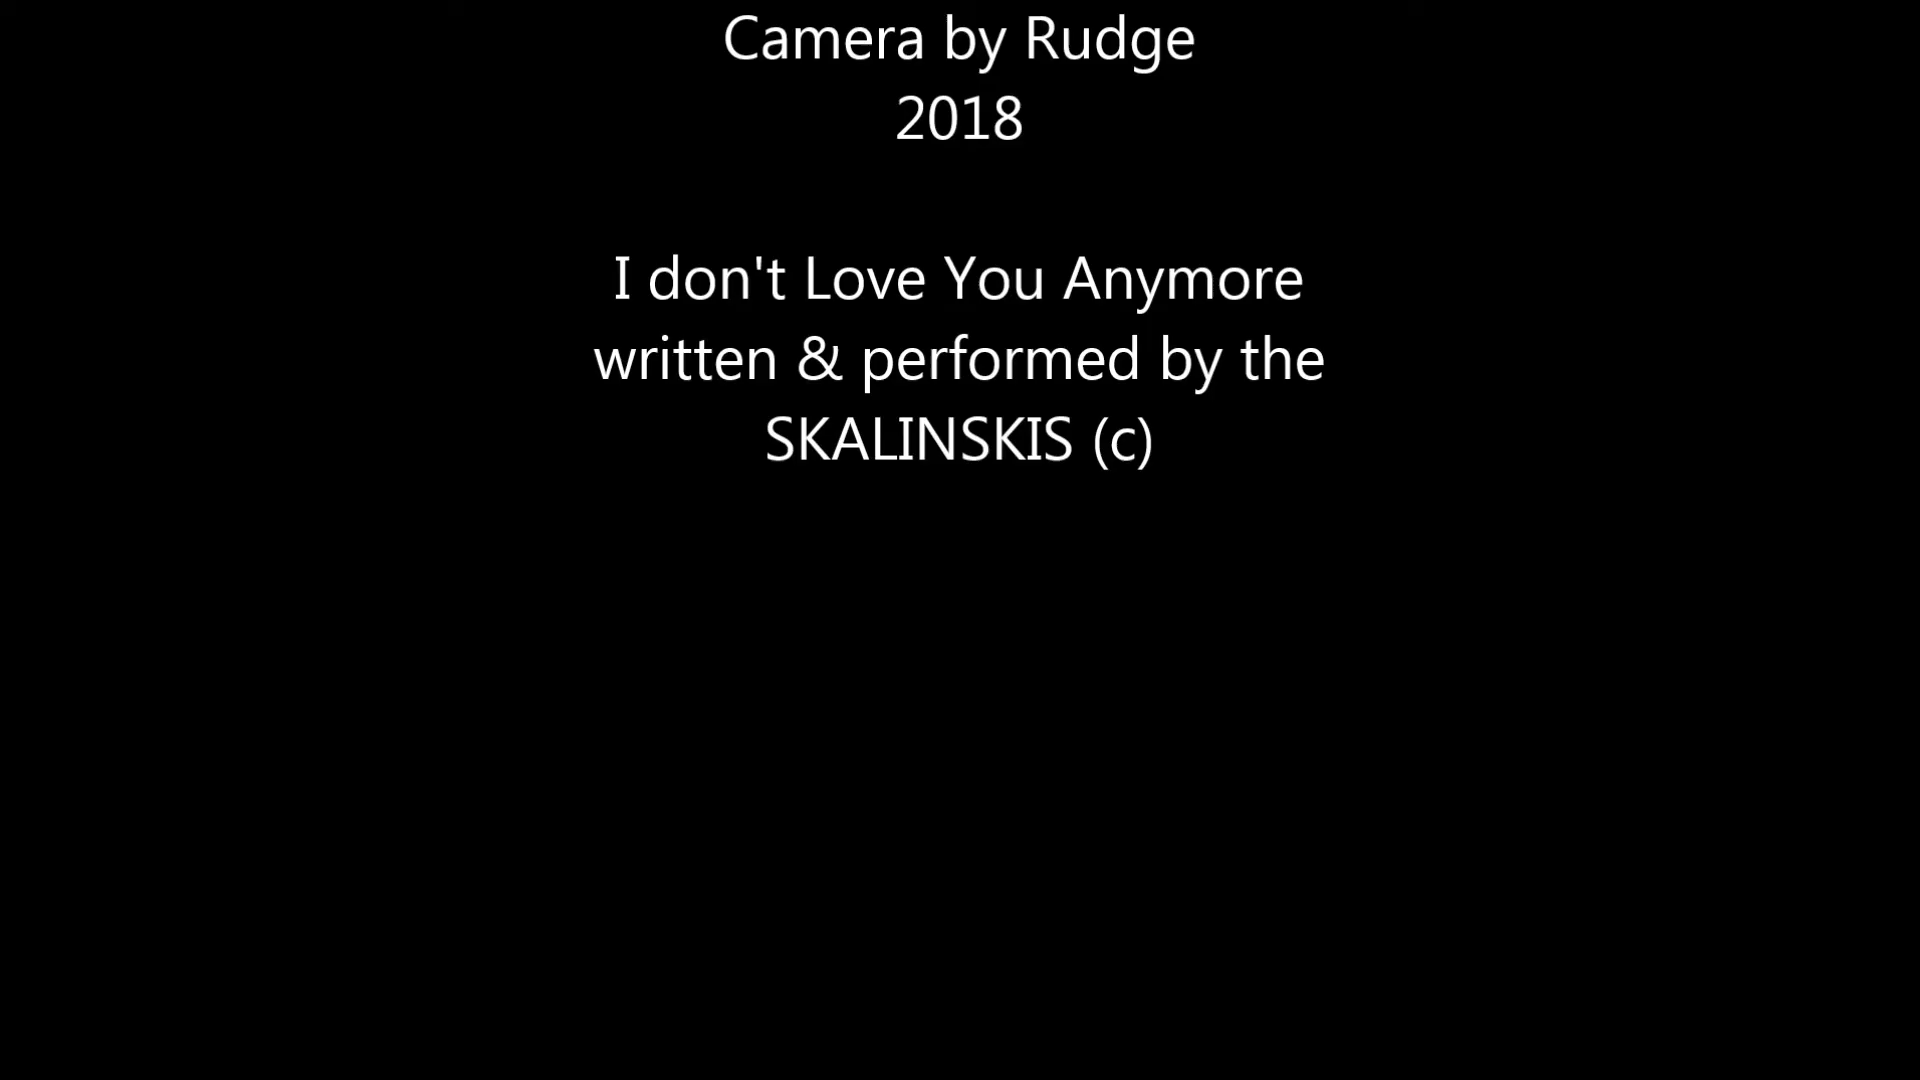 Camera by Rudge
2018
I don't Love You Anymore
written & performed by the
SKALINSKIS (c)